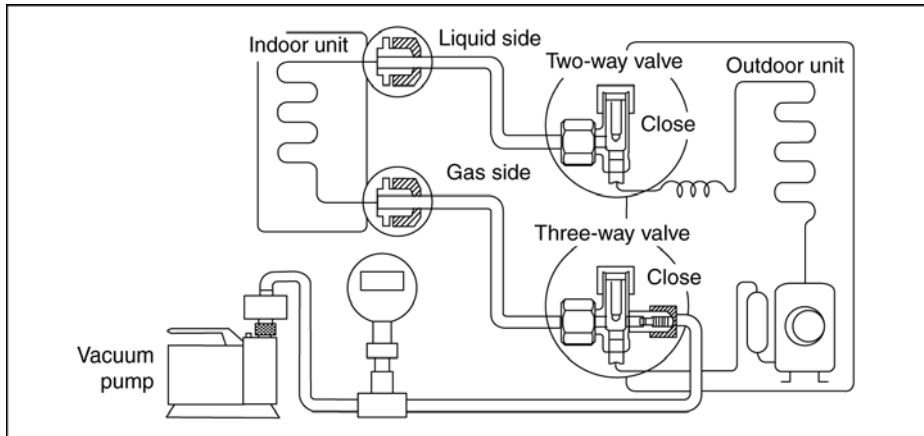 Indoor unit
Liquid side
Two-way valve
Outdoor unit
Close
Gas side
Three-way valve
Close
Vacuum
pump